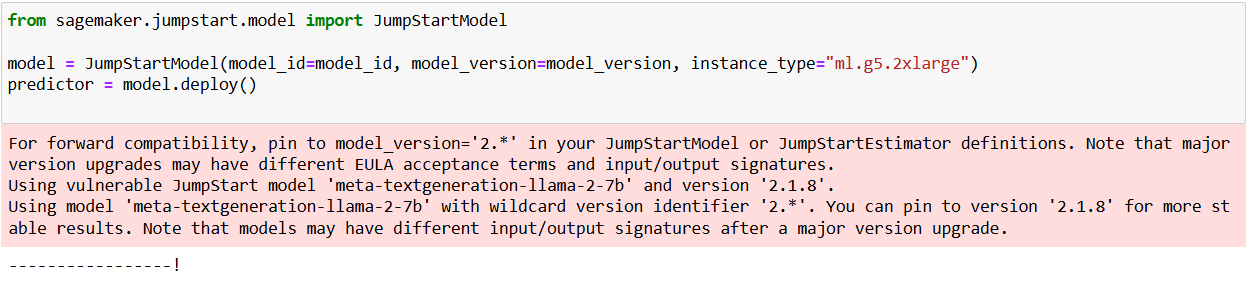 from sagemaker.jumpstart.model import JumpStartModel
model = JumpStartModel(model_id=model_id, model_version=model_version, instance_type="ml.g5.2xlarge")
predictor = model.deploy()
For forward compatibility, pin to model_version='2.*' in your JumpStartModel or JumpStartEstimator definitions. Note that major
version upgrades may have different EULA acceptance terms and input/output signatures.
Using vulnerable JumpStart model 'meta-textgeneration-llama-2-7b' and version '2.1.8'.
Using model 'meta-textgeneration-llama-2-7b' with wildcard version identifier '2.*'. You can pin to version '2.1.8' for more st
able results. Note that models may have different input/output signatures after a major version upgrade.
-----------------!